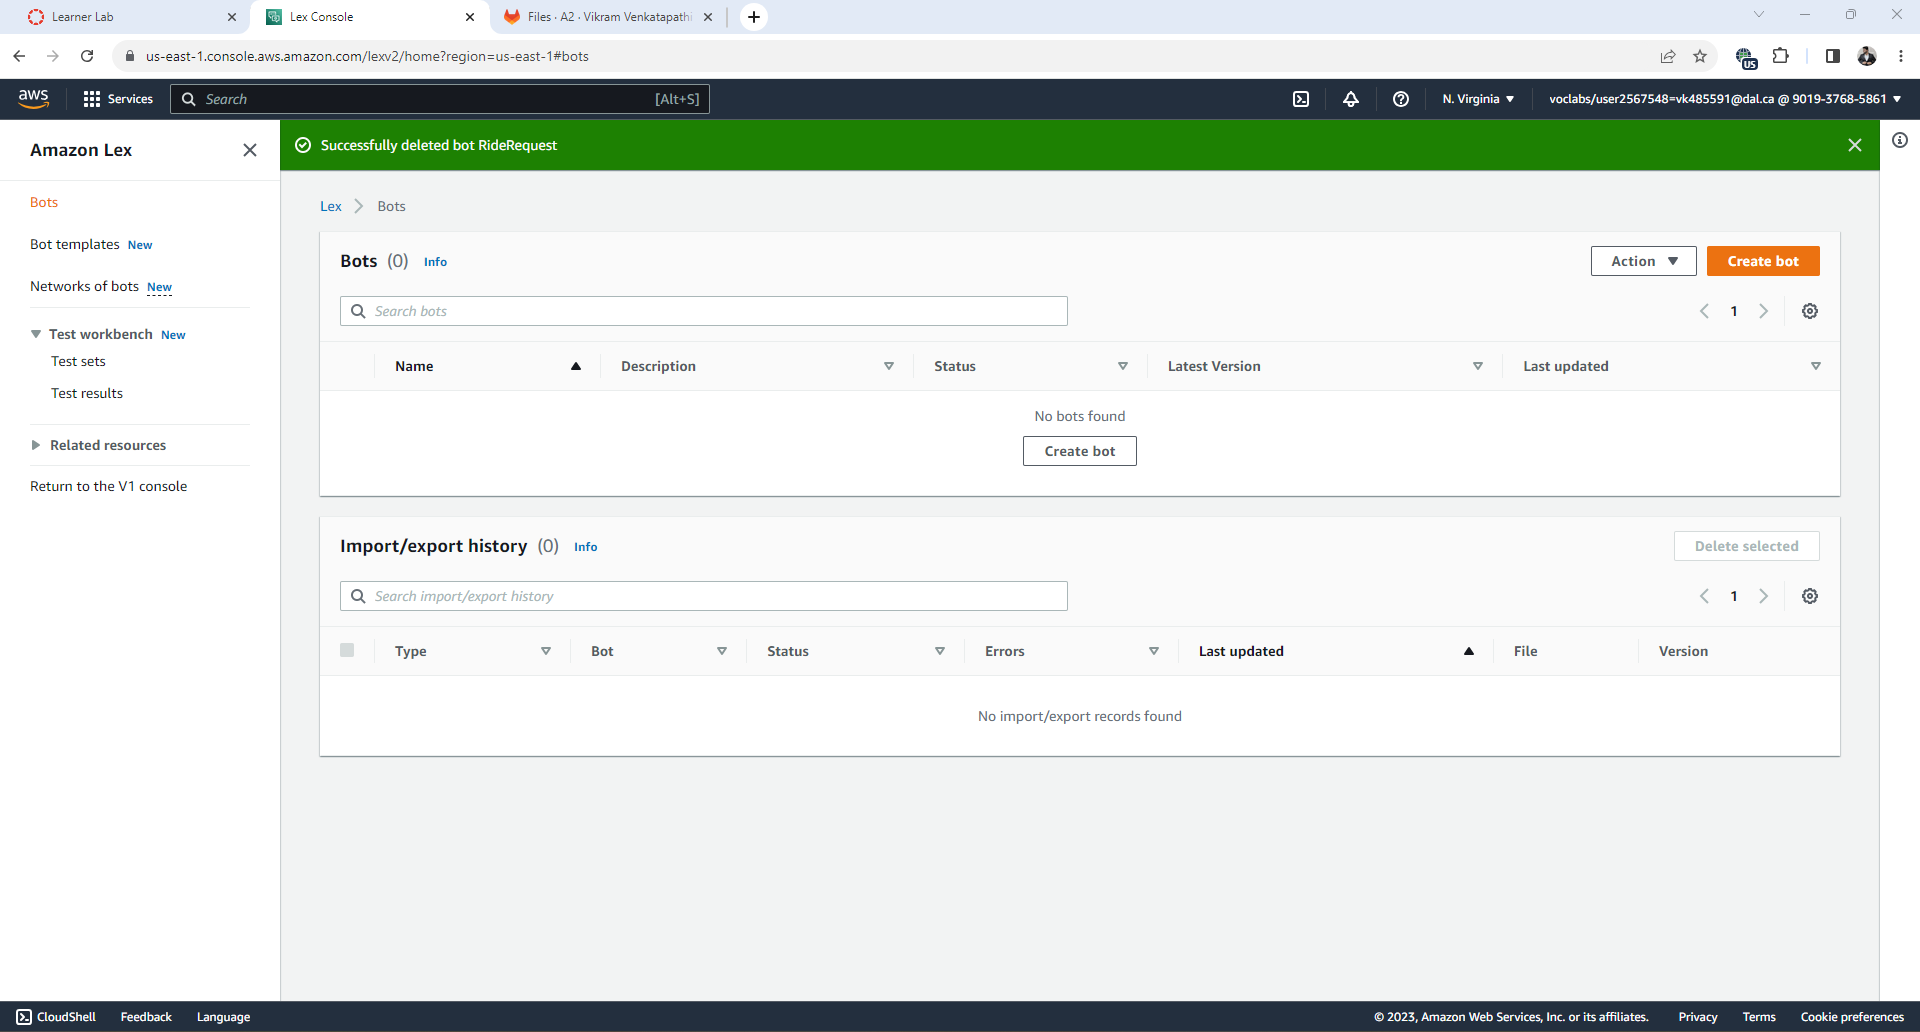 Learner Lab
Lex Console
Files · A2 · Vikram Venkatapathi
us-east-1.console.aws.amazon.com/lexv2/home?region=us-east-1#bots
US
aws
Services
Search
[Alt+S]
N. Virginia
voclabs/user2567548=vk485591@dal.ca @ 9019-3768-5861
Amazon Lex
Successfully deleted bot RideRequest
Bots
Bot templates New
Networks of bots New
Test workbench New
Test sets
Test results
Related resources
Return to the V1 console
Lex
Bots
Bots (0) Info
Action
Create bot
Search bots
1
Name
Description
Status
Latest Version
Last updated
No bots found
Create bot
Import/export history (0) Info
Delete selected
Search import/export history
1
Type
Bot
Status
Errors
Last updated
File
Version
No import/export records found
CloudShell
Feedback
Language
© 2023, Amazon Web Services, Inc. or its affiliates.
Privacy
Terms
Cookie preferences